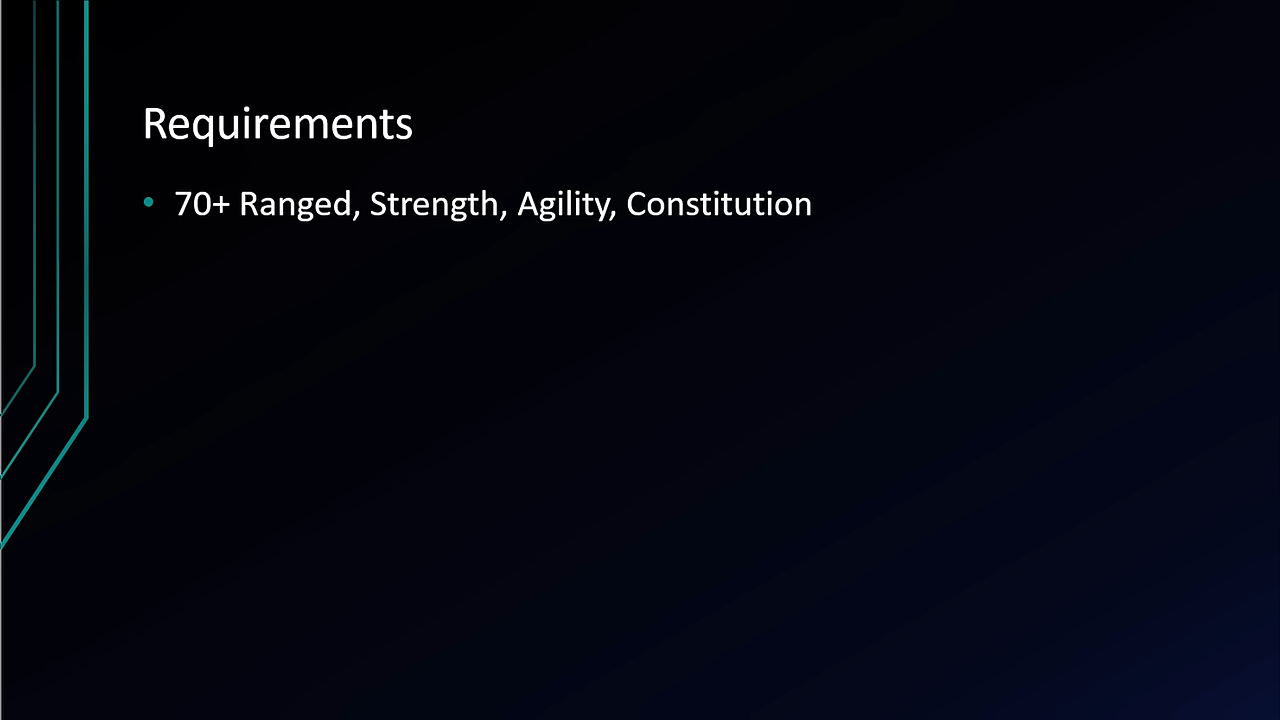 Requirements
• 70+ Ranged, Strength, Agility, Constitution